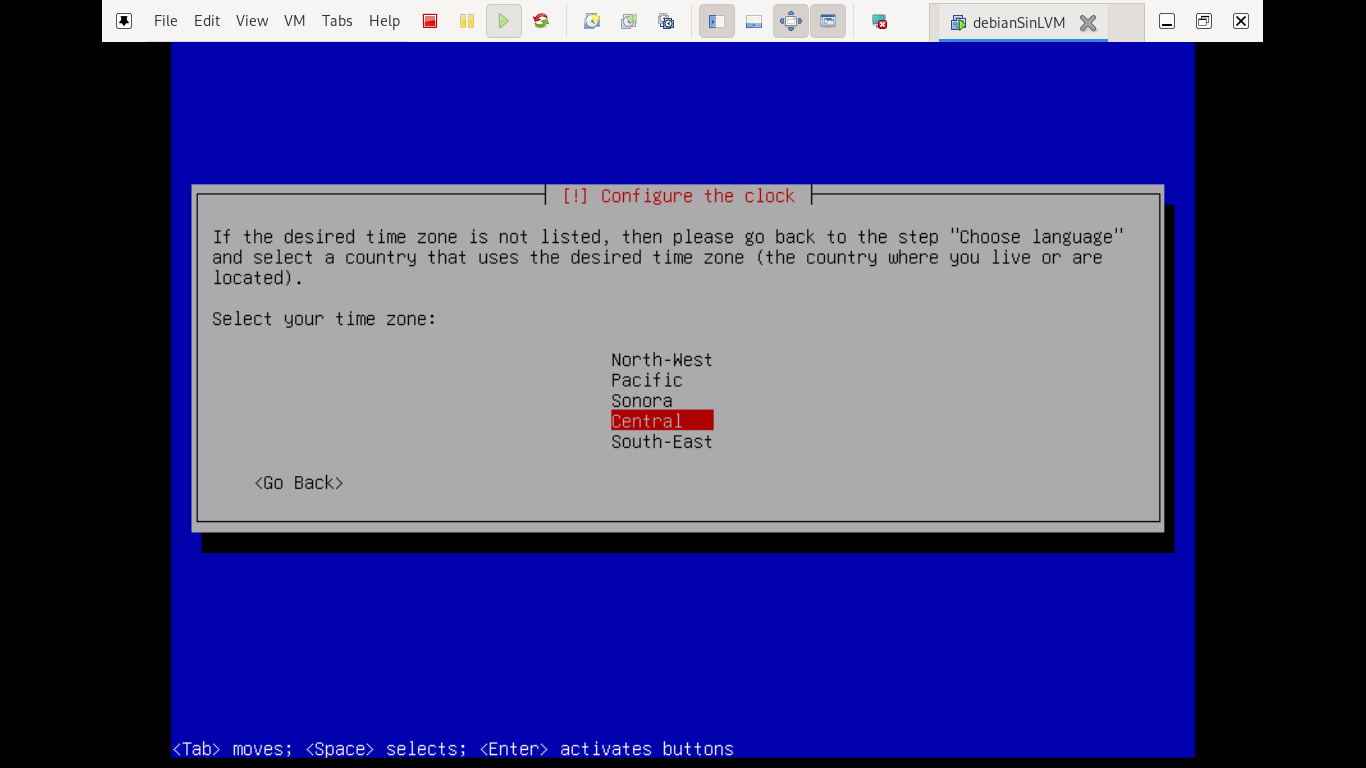 File Edit View VM Tabs Help debianSinLVM
[!] Configure the clock
If the desired time zone is not listed, then please go back to the step "Choose language"
and select a country that uses the desired time zone (the country where you live or are
located).
Select your time zone:
North-West
Pacific
Sonora
Central
South-East
<Go Back>
<Tab> moves; <Space> selects; <Enter> activates buttons